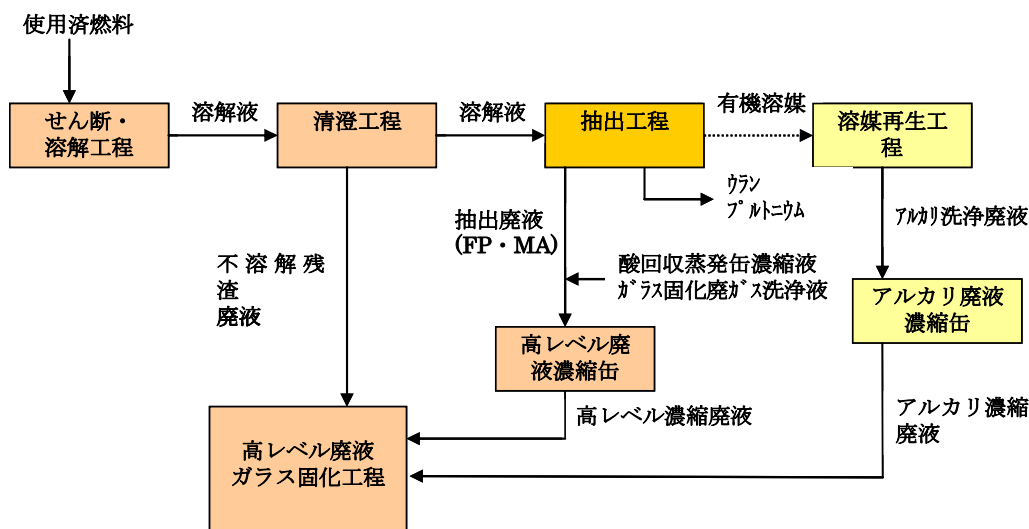 使用済燃料
せん断・
溶解工程
溶解液
清澄工程
溶解液
抽出工程
有機溶媒
溶媒再生工
程
ｳﾗﾝ
ﾌﾟﾙﾄﾆｳﾑ
抽出廃液
(FP・MA)
ｱﾙｶﾘ洗浄廃液
不溶解残
渣
廃液
酸回収蒸発缶濃縮液
ｶﾞﾗｽ固化廃ｶﾞｽ洗浄液
アルカリ廃液
濃縮缶
高レベル廃
液濃縮缶
高レベル濃縮廃液
アルカリ濃縮
廃液
高レベル廃液
ガラス固化工程